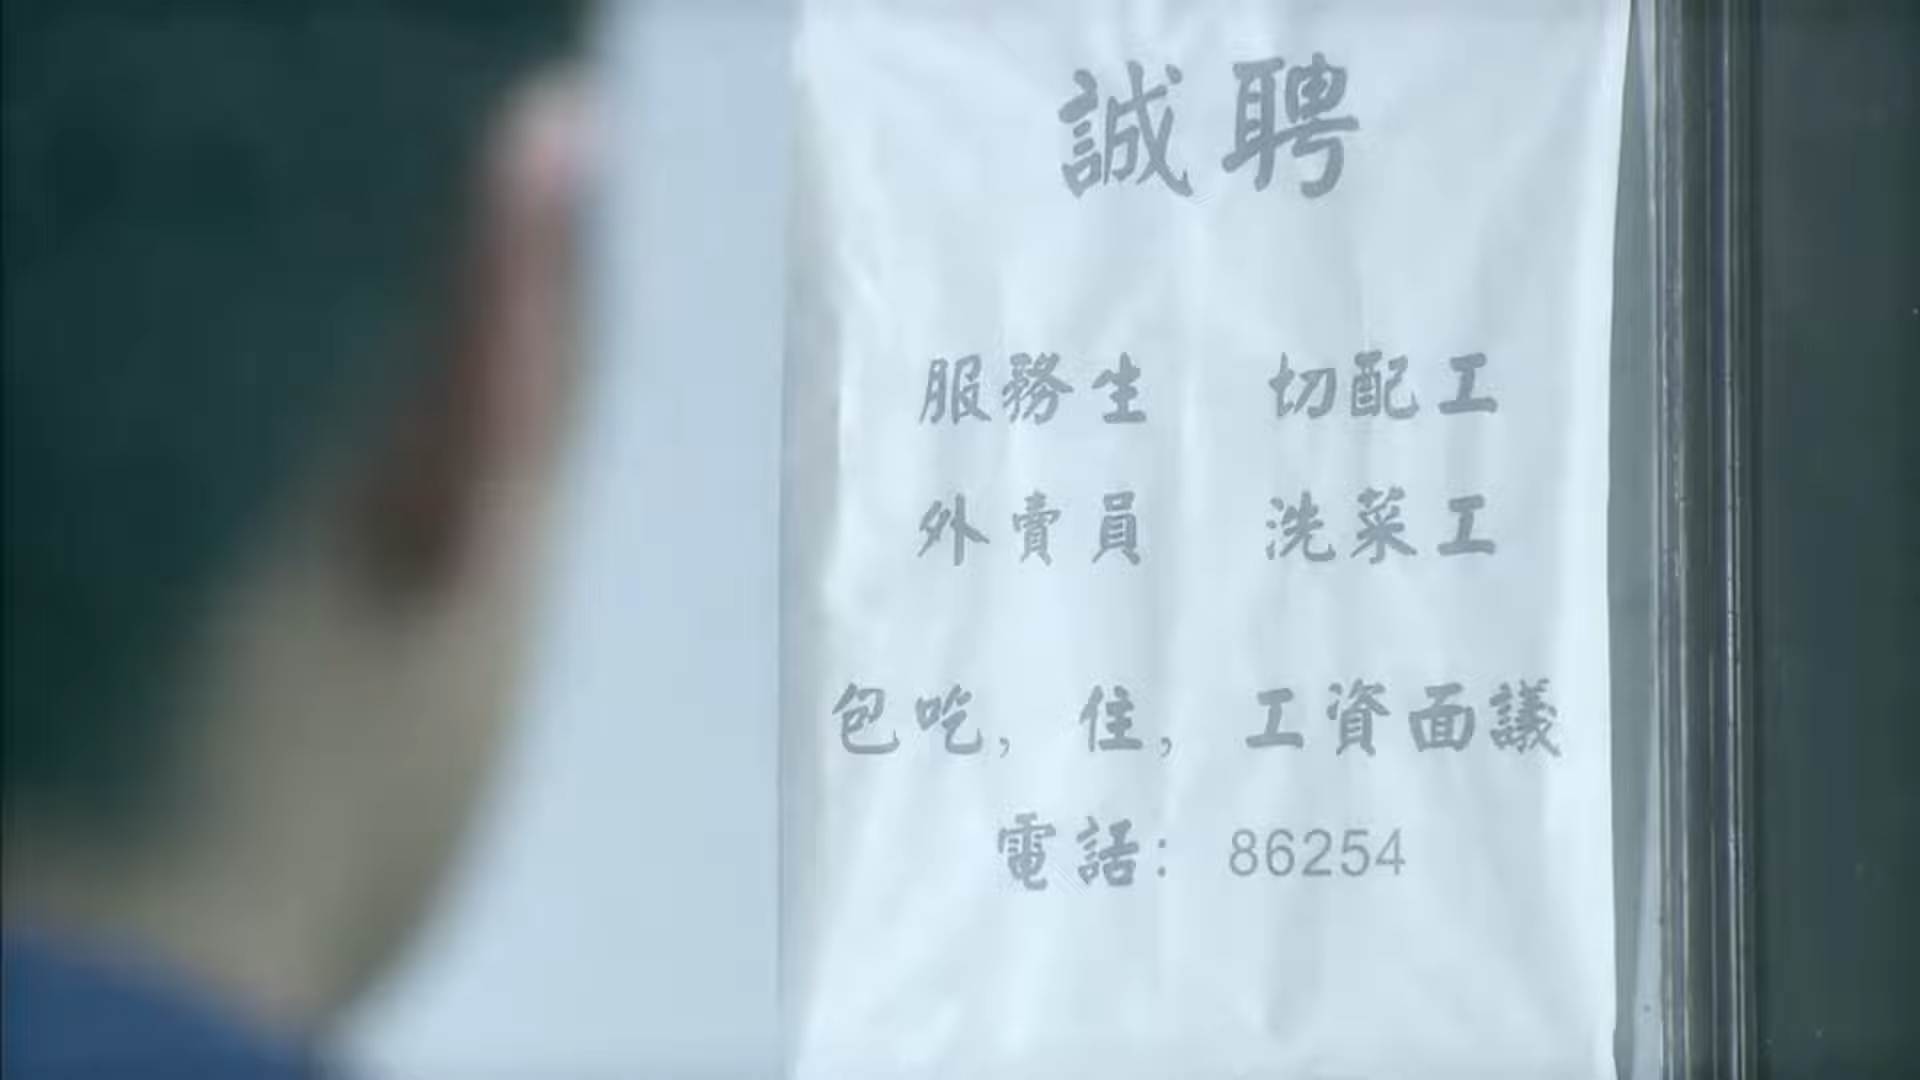 誠聘
服務生 切配工
外賣員 洗菜工
包吃, 住, 工資面議
電話: 86254